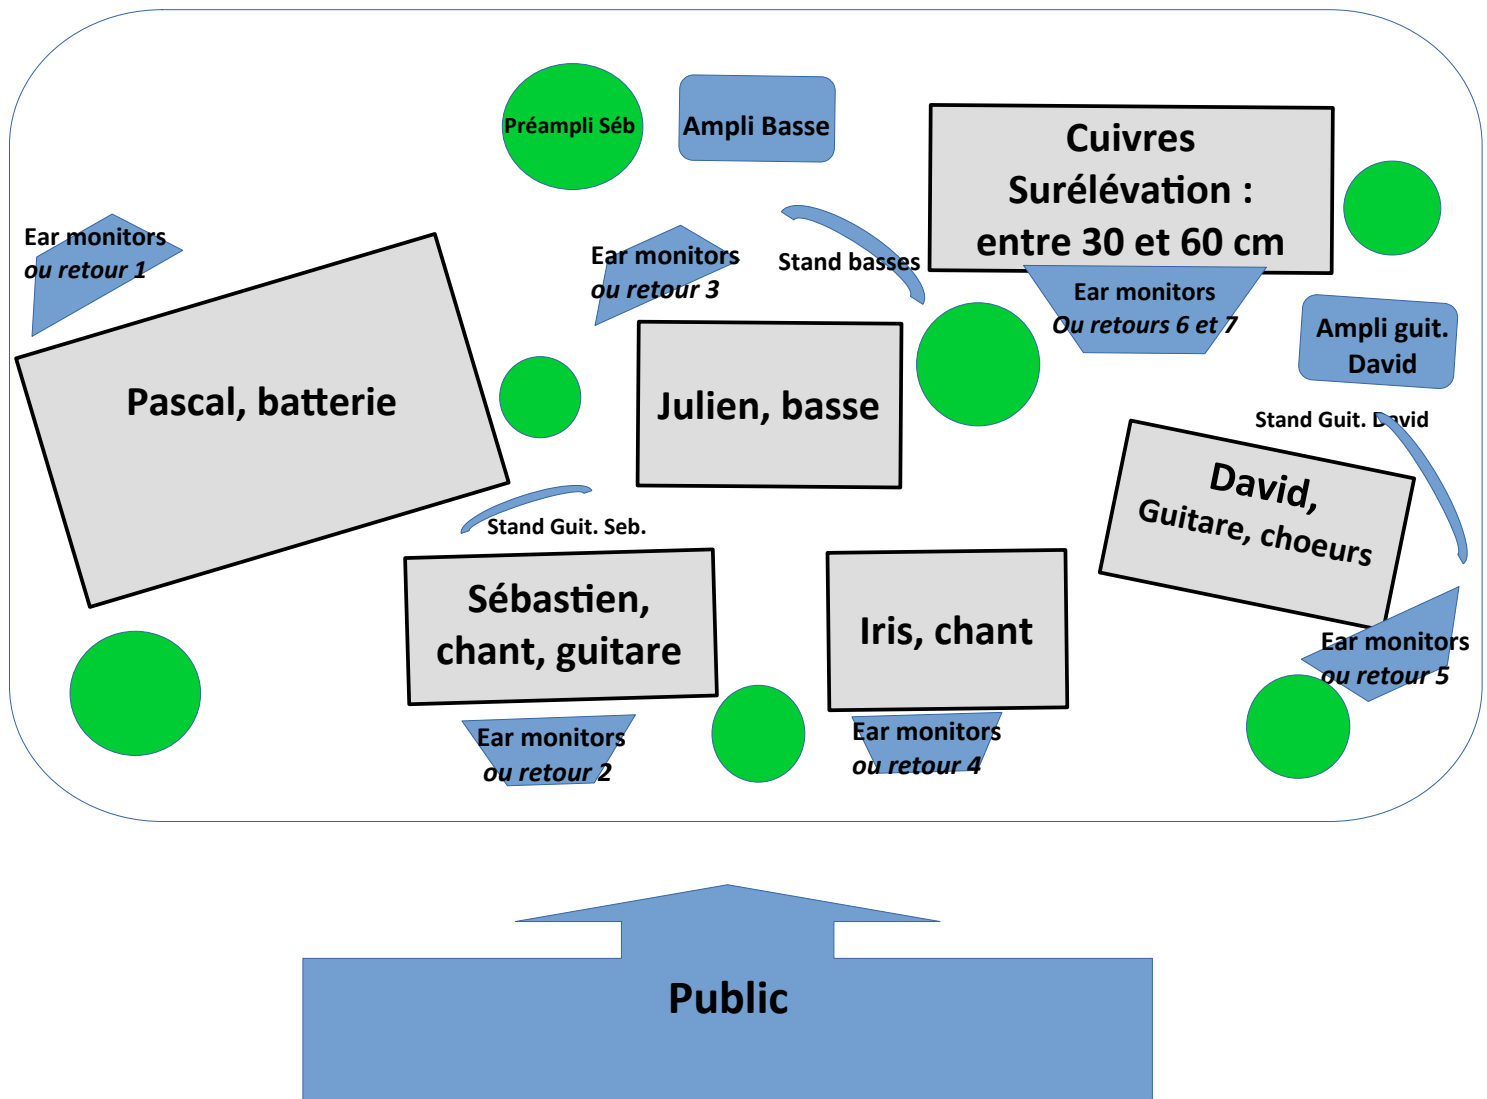 Préampli Séb
Ampli Basse
Cuivres
Surélévation :
entre 30 et 60 cm
Ear monitors
ou retour 1
Ear monitors
ou retour 3
Stand basses
Ear monitors
Ou retours 6 et 7
Ampli guit.
David
Pascal, batterie
Julien, basse
Stand Guit. David
David,
Guitare, choeurs
Stand Guit. Seb.
Sébastien,
chant, guitare
Iris, chant
Ear monitors
ou retour 5
Ear monitors
ou retour 2
Ear monitors
ou retour 4
Public